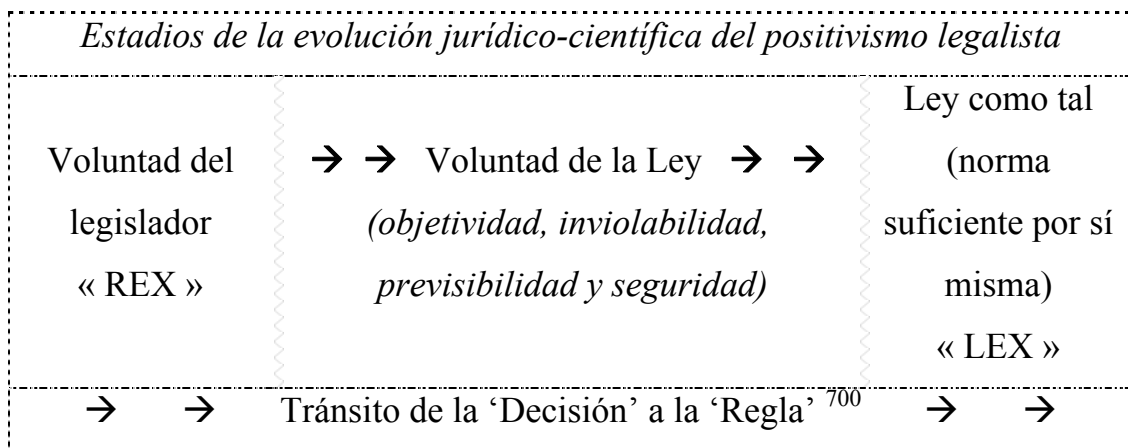 Estadios de la evolución jurídico-científica del positivismo legalista
Voluntad del
legislador
« REX »
→ → Voluntad de la Ley → →
(objetividad, inviolabilidad,
previsibilidad y seguridad)
Ley como tal
(norma
suficiente por sí
misma)
« LEX »
→ → Tránsito de la ‘Decisión’ a la ‘Regla’ 700 → →